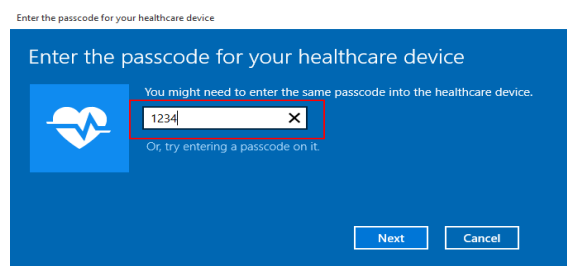 Enter the passcode for your healthcare device
Enter the passcode for your healthcare device
You might need to enter the same passcode into the healthcare device.
1234
Or, try entering a passcode on it.
Next
Cancel